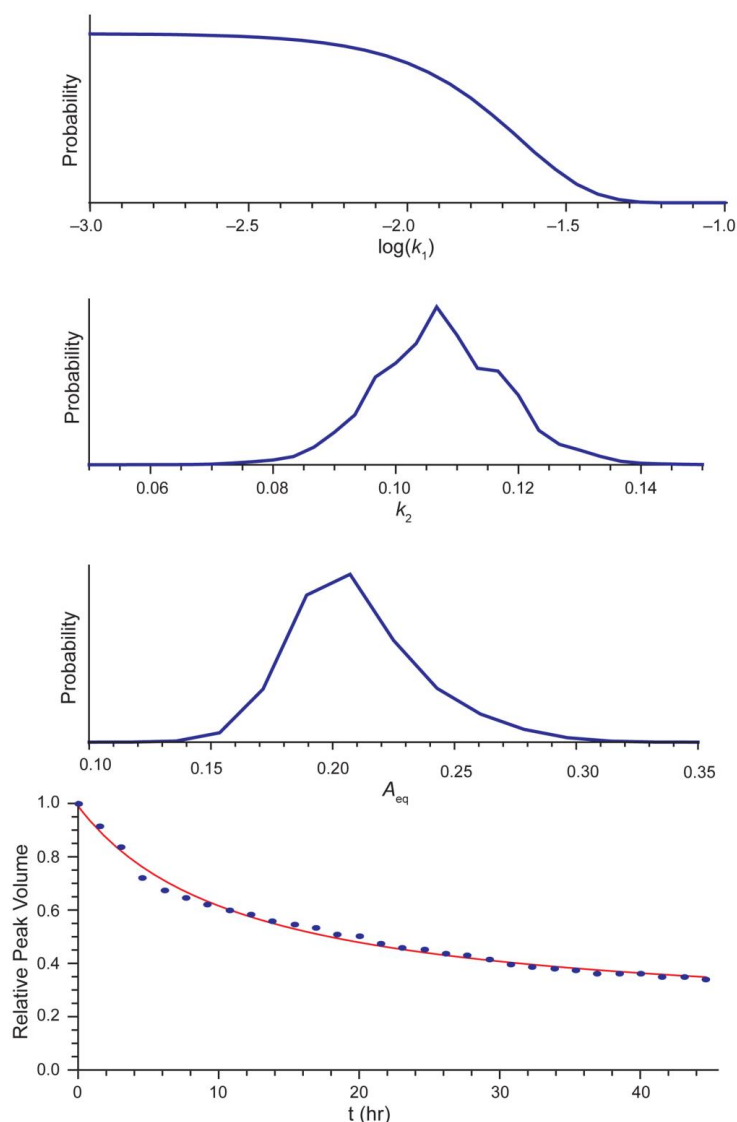 Probability
–3.0 –2.5 –2.0 –1.5 –1.0
log(k₁)
Probability
0.06 0.08 0.10 0.12 0.14
k₂
Probability
0.10 0.15 0.20 0.25 0.30 0.35
A_eq
Relative Peak Volume
1.0
0.8
0.6
0.4
0.2
0.0
0 10 20 30 40
t (hr)